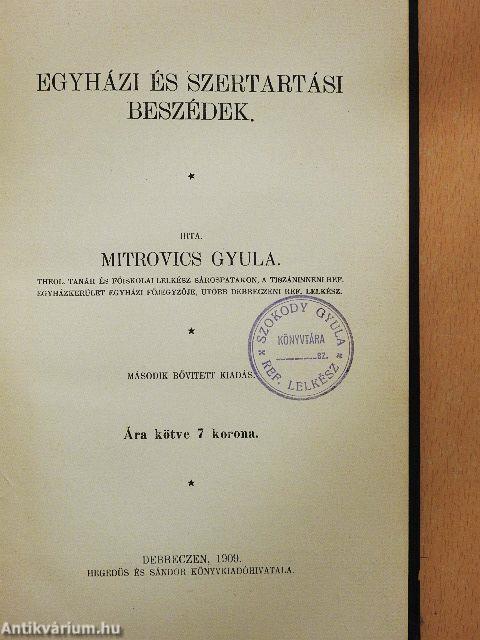 EGYHÁZI ÉS SZERTARTÁSI
BESZÉDEK.
IRTA
MITROVICS GYULA.
THEOL. TANÁR ÉS FŐISKOLAI LELKÉSZ SÁROSPATAKON, A TISZÁNINNENI REF.
EGYHÁZKERÜLET EGYHÁZI FŐJEGYZŐJE, UTÓBB DEBRECZENI REF. LELKÉSZ.
SZOKODY GYULA
KÖNYVTÁRA
sz.
REF. LELKÉSZ
MÁSODIK BŐVITETT KIADÁS.
Ára kötve 7 korona.
DEBRECZEN, 1909.
HEGEDÜS ÉS SÁNDOR KÖNYVKIADÓHIVATALA.
Antikvárium.hu